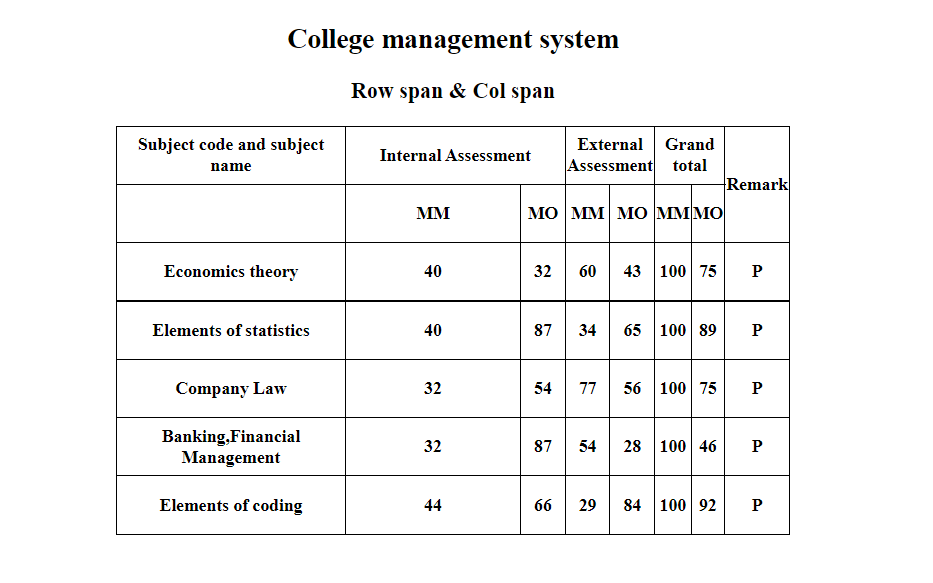 College management system
Row span & Col span
Subject code and subject
name
Internal Assessment
External
Assessment
Grand
total
Remark
MM MO MM MO MM MO
Economics theory 40 32 60 43 100 75 P
Elements of statistics 40 87 34 65 100 89 P
Company Law 32 54 77 56 100 75 P
Banking,Financial
Management 32 87 54 28 100 46 P
Elements of coding 44 66 29 84 100 92 P